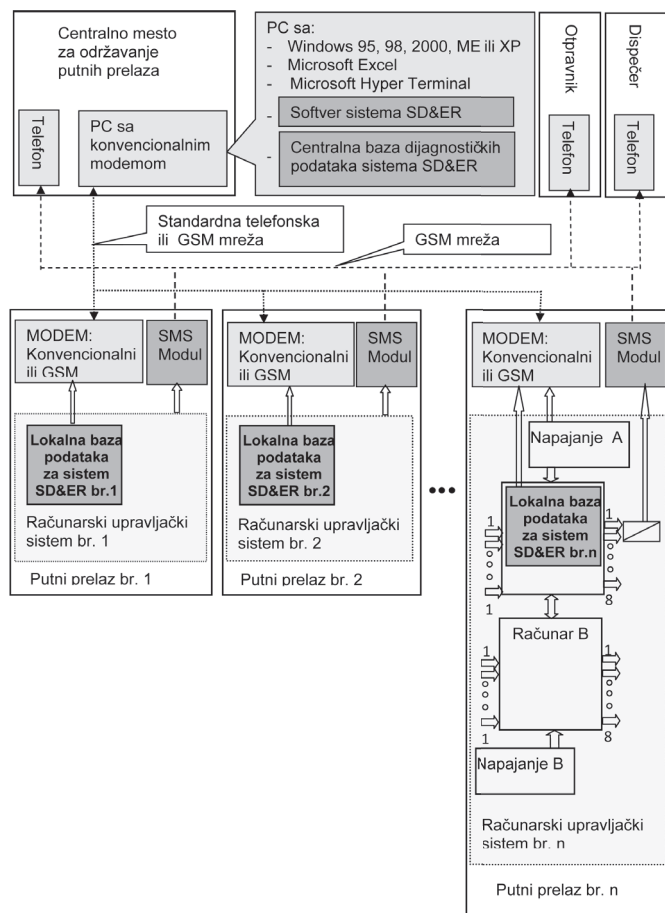 Centralno mesto
za održavanje
putnih prelaza
Telefon
PC sa
konvencionalnim
modemom
PC sa:
- Windows 95, 98, 2000, ME ili XP
- Microsoft Excel
- Microsoft Hyper Terminal
- Softver sistema SD&ER
- Centralna baza dijagnostičkih
podataka sistema SD&ER
Otpravnik
Telefon
Dispečer
Telefon
Standardna telefonska
ili GSM mreža
GSM mreža
MODEM:
Konvencionalni
ili GSM
SMS
Modul
Lokalna baza
podataka
za sistem
SD&ER br.1
Računarski upravljački
sistem br. 1
Putni prelaz br. 1
MODEM:
Konvencionalni
ili GSM
SMS
Modul
Lokalna baza
podataka
za sistem
SD&ER br.2
Računarski upravljački
sistem br. 2
Putni prelaz br. 2
...
MODEM:
Konvencionalni
ili GSM
SMS
Modul
Napajanje A
Lokalna baza
podataka
za sistem
SD&ER br.n
1
1
1
8
Računar B
1
1
1
8
Napajanje B
Računarski upravljački
sistem br. n
Putni prelaz br. n